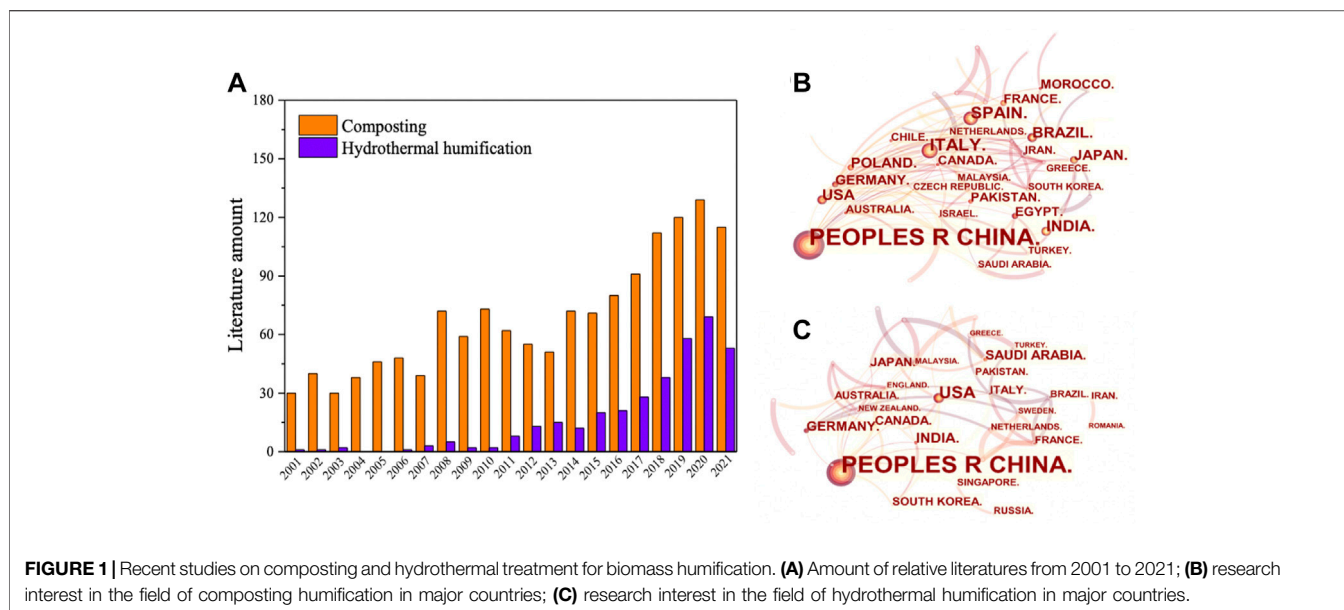 A
Literature amount
180
150
120
90
60
30
0
Composting
Hydrothermal humification
2001 2002 2003 2004 2005 2006 2007 2008 2009 2010 2011 2012 2013 2014 2015 2016 2017 2018 2019 2020 2021
B
MOROCCO.
FRANCE.
SPAIN.
NETHERLANDS.
BRAZIL.
CHILE.
ITALY.
IRAN.
JAPAN.
POLAND.
CANADA.
GREECE.
GERMANY.
MALAYSIA.
CZECH REPUBLIC.
SOUTH KOREA.
USA
PAKISTAN.
AUSTRALIA.
ISRAEL.
EGYPT.
INDIA.
PEOPLES R CHINA.
TURKEY.
SAUDI ARABIA.
C
GREECE.
TURKEY.
JAPAN.
MALAYSIA.
SAUDI ARABIA.
PAKISTAN.
ENGLAND.
AUSTRALIA.
USA
ITALY.
BRAZIL.
IRAN.
NEW ZEALAND.
SWEDEN.
GERMANY.
CANADA.
NETHERLANDS.
ROMANIA.
INDIA.
FRANCE.
PEOPLES R CHINA.
SINGAPORE.
SOUTH KOREA.
RUSSIA.
FIGURE 1 | Recent studies on composting and hydrothermal treatment for biomass humification. (A) Amount of relative literatures from 2001 to 2021; (B) research
interest in the field of composting humification in major countries; (C) research interest in the field of hydrothermal humification in major countries.